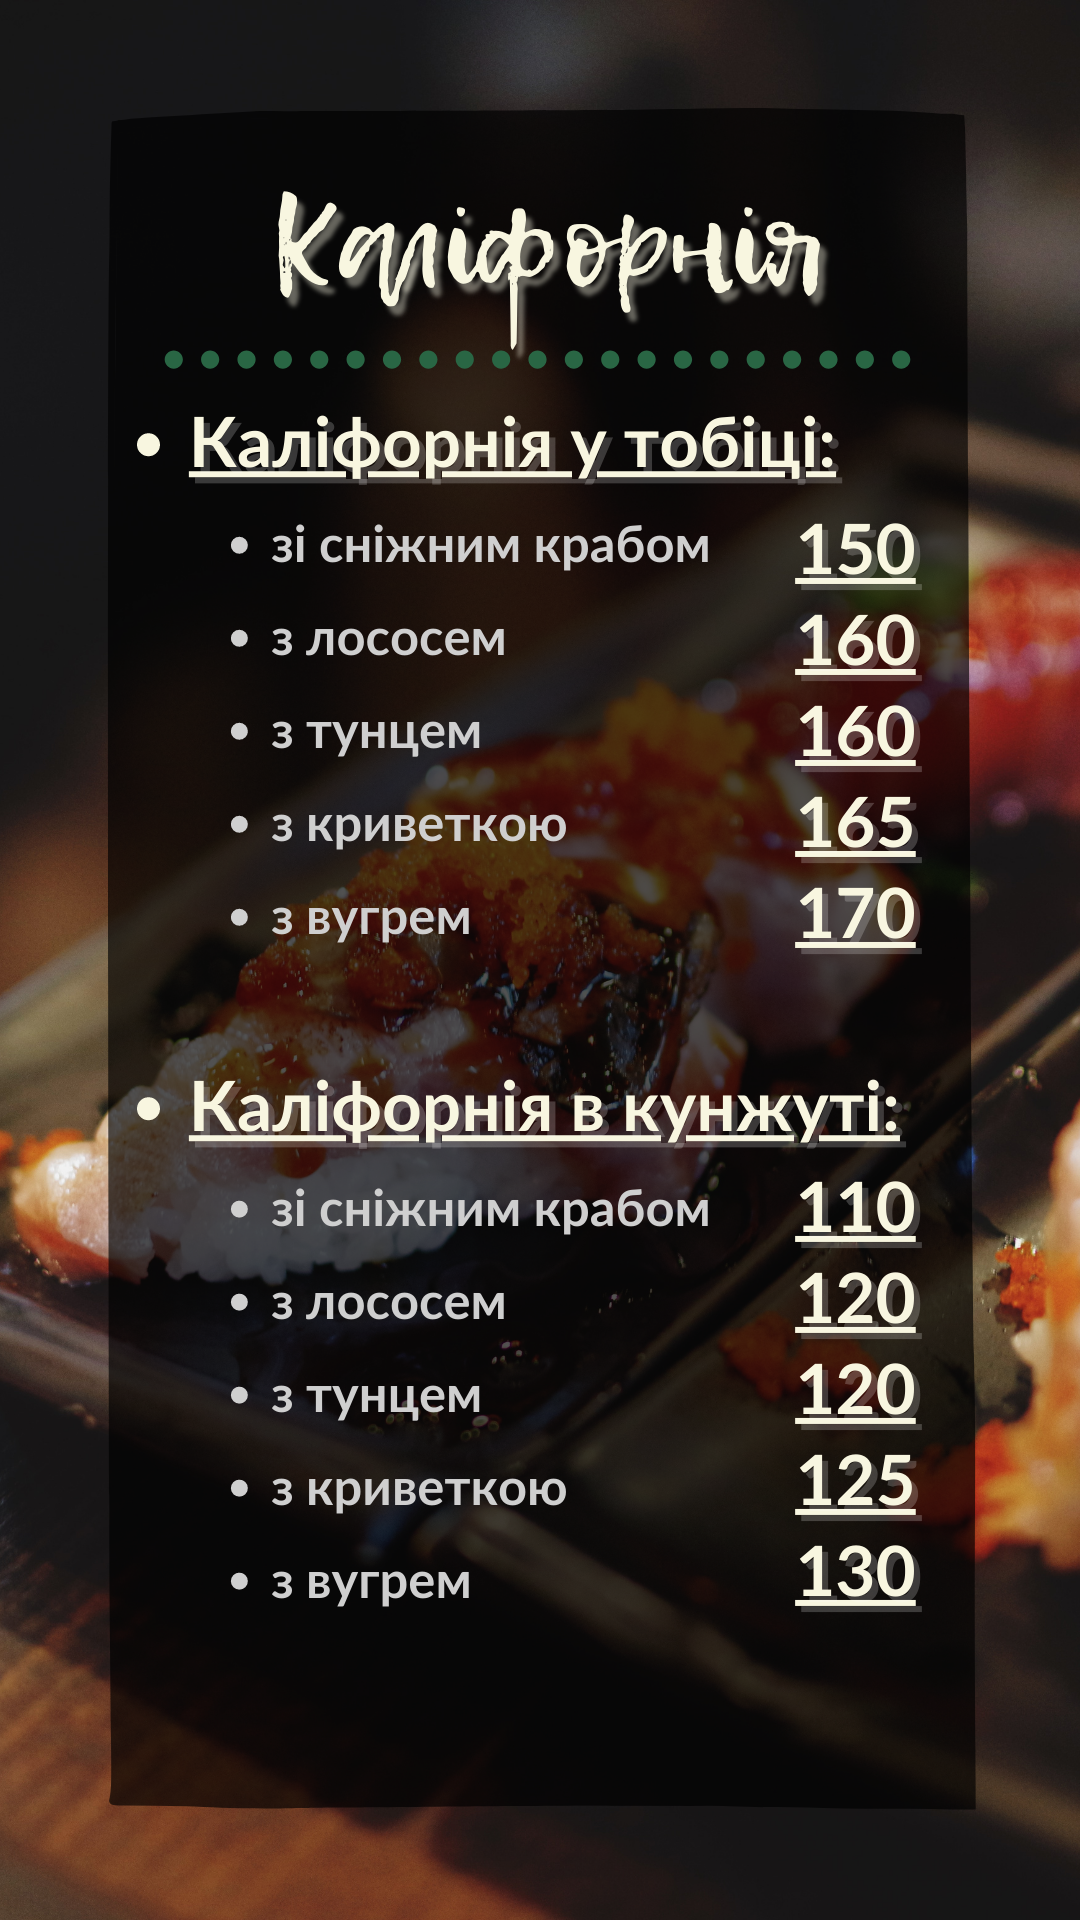 Каліфорнія
Каліфорнія у тобіці:
зі сніжним крабом 150
з лососем 160
з тунцем 160
з криветкою 165
з вугрем 170
Каліфорнія в кунжуті:
зі сніжним крабом 110
з лососем 120
з тунцем 120
з криветкою 125
з вугрем 130